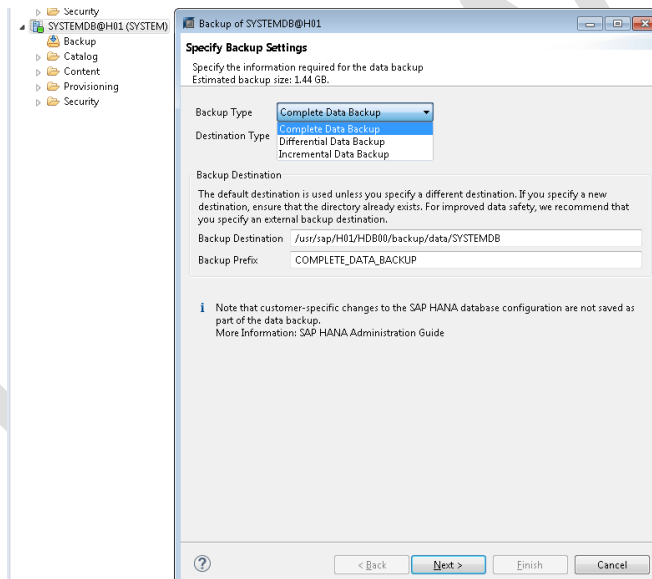 Security
SYSTEMDB@H01 (SYSTEM)
Backup
Catalog
Content
Provisioning
Security
Backup of SYSTEMDB@H01
Specify Backup Settings
Specify the information required for the data backup
Estimated backup size: 1.44 GB.
Backup Type
Complete Data Backup
Destination Type
Complete Data Backup
Differential Data Backup
Incremental Data Backup
Backup Destination
The default destination is used unless you specify a different destination. If you specify a new
destination, ensure that the directory already exists. For improved data safety, we recommend that
you specify an external backup destination.
Backup Destination /usr/sap/H01/HDB00/backup/data/SYSTEMDB
Backup Prefix COMPLETE_DATA_BACKUP
Note that customer-specific changes to the SAP HANA database configuration are not saved as
part of the data backup.
More Information: SAP HANA Administration Guide
? < Back Next > Finish Cancel